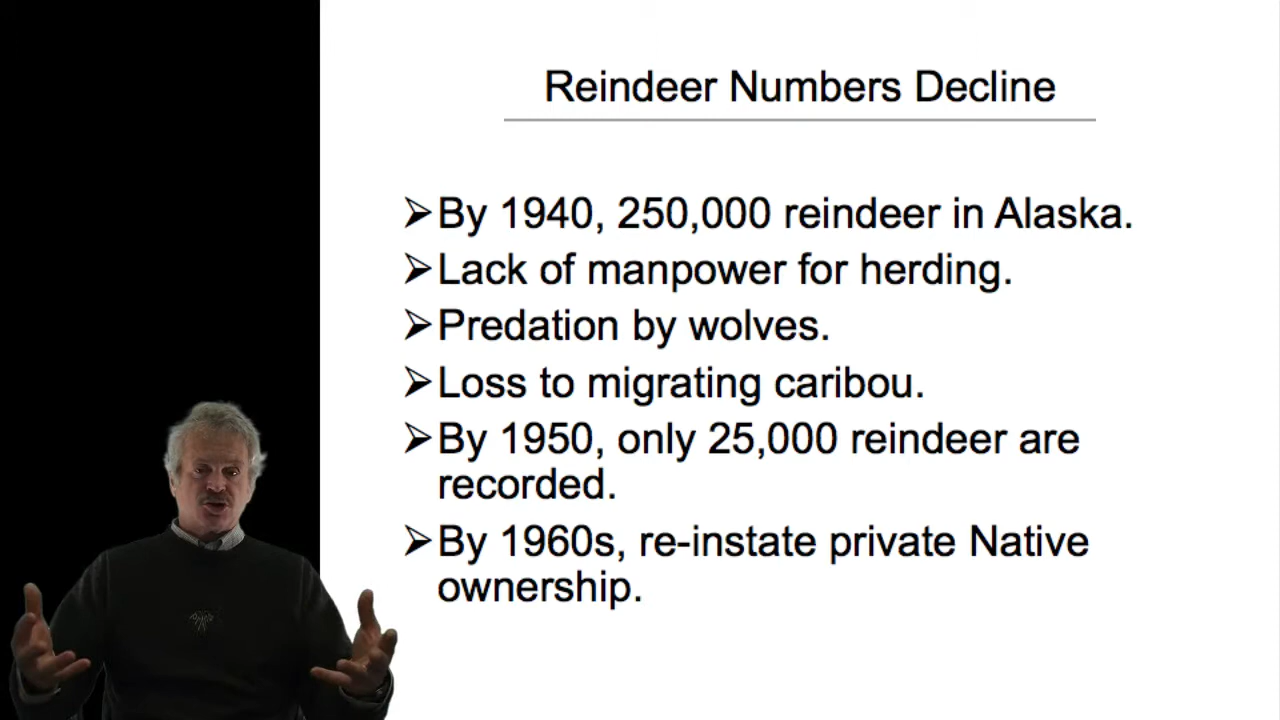 Reindeer Numbers Decline
➢By 1940, 250,000 reindeer in Alaska.
➢Lack of manpower for herding.
➢Predation by wolves.
➢Loss to migrating caribou.
➢By 1950, only 25,000 reindeer are
recorded.
➢By 1960s, re-instate private Native
ownership.